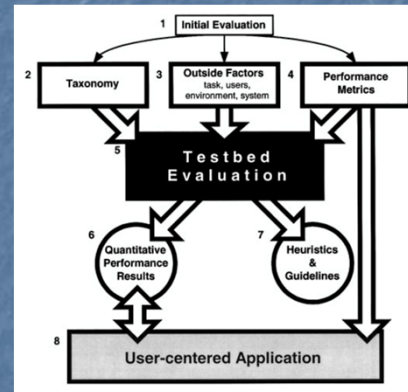 1 Initial Evaluation
2 Taxonomy
3 Outside Factors
task, users,
environment, system
4 Performance
Metrics
5 Testbed
Evaluation
6 Quantitative
Performance
Results
7 Heuristics
&
Guidelines
8 User-centered Application